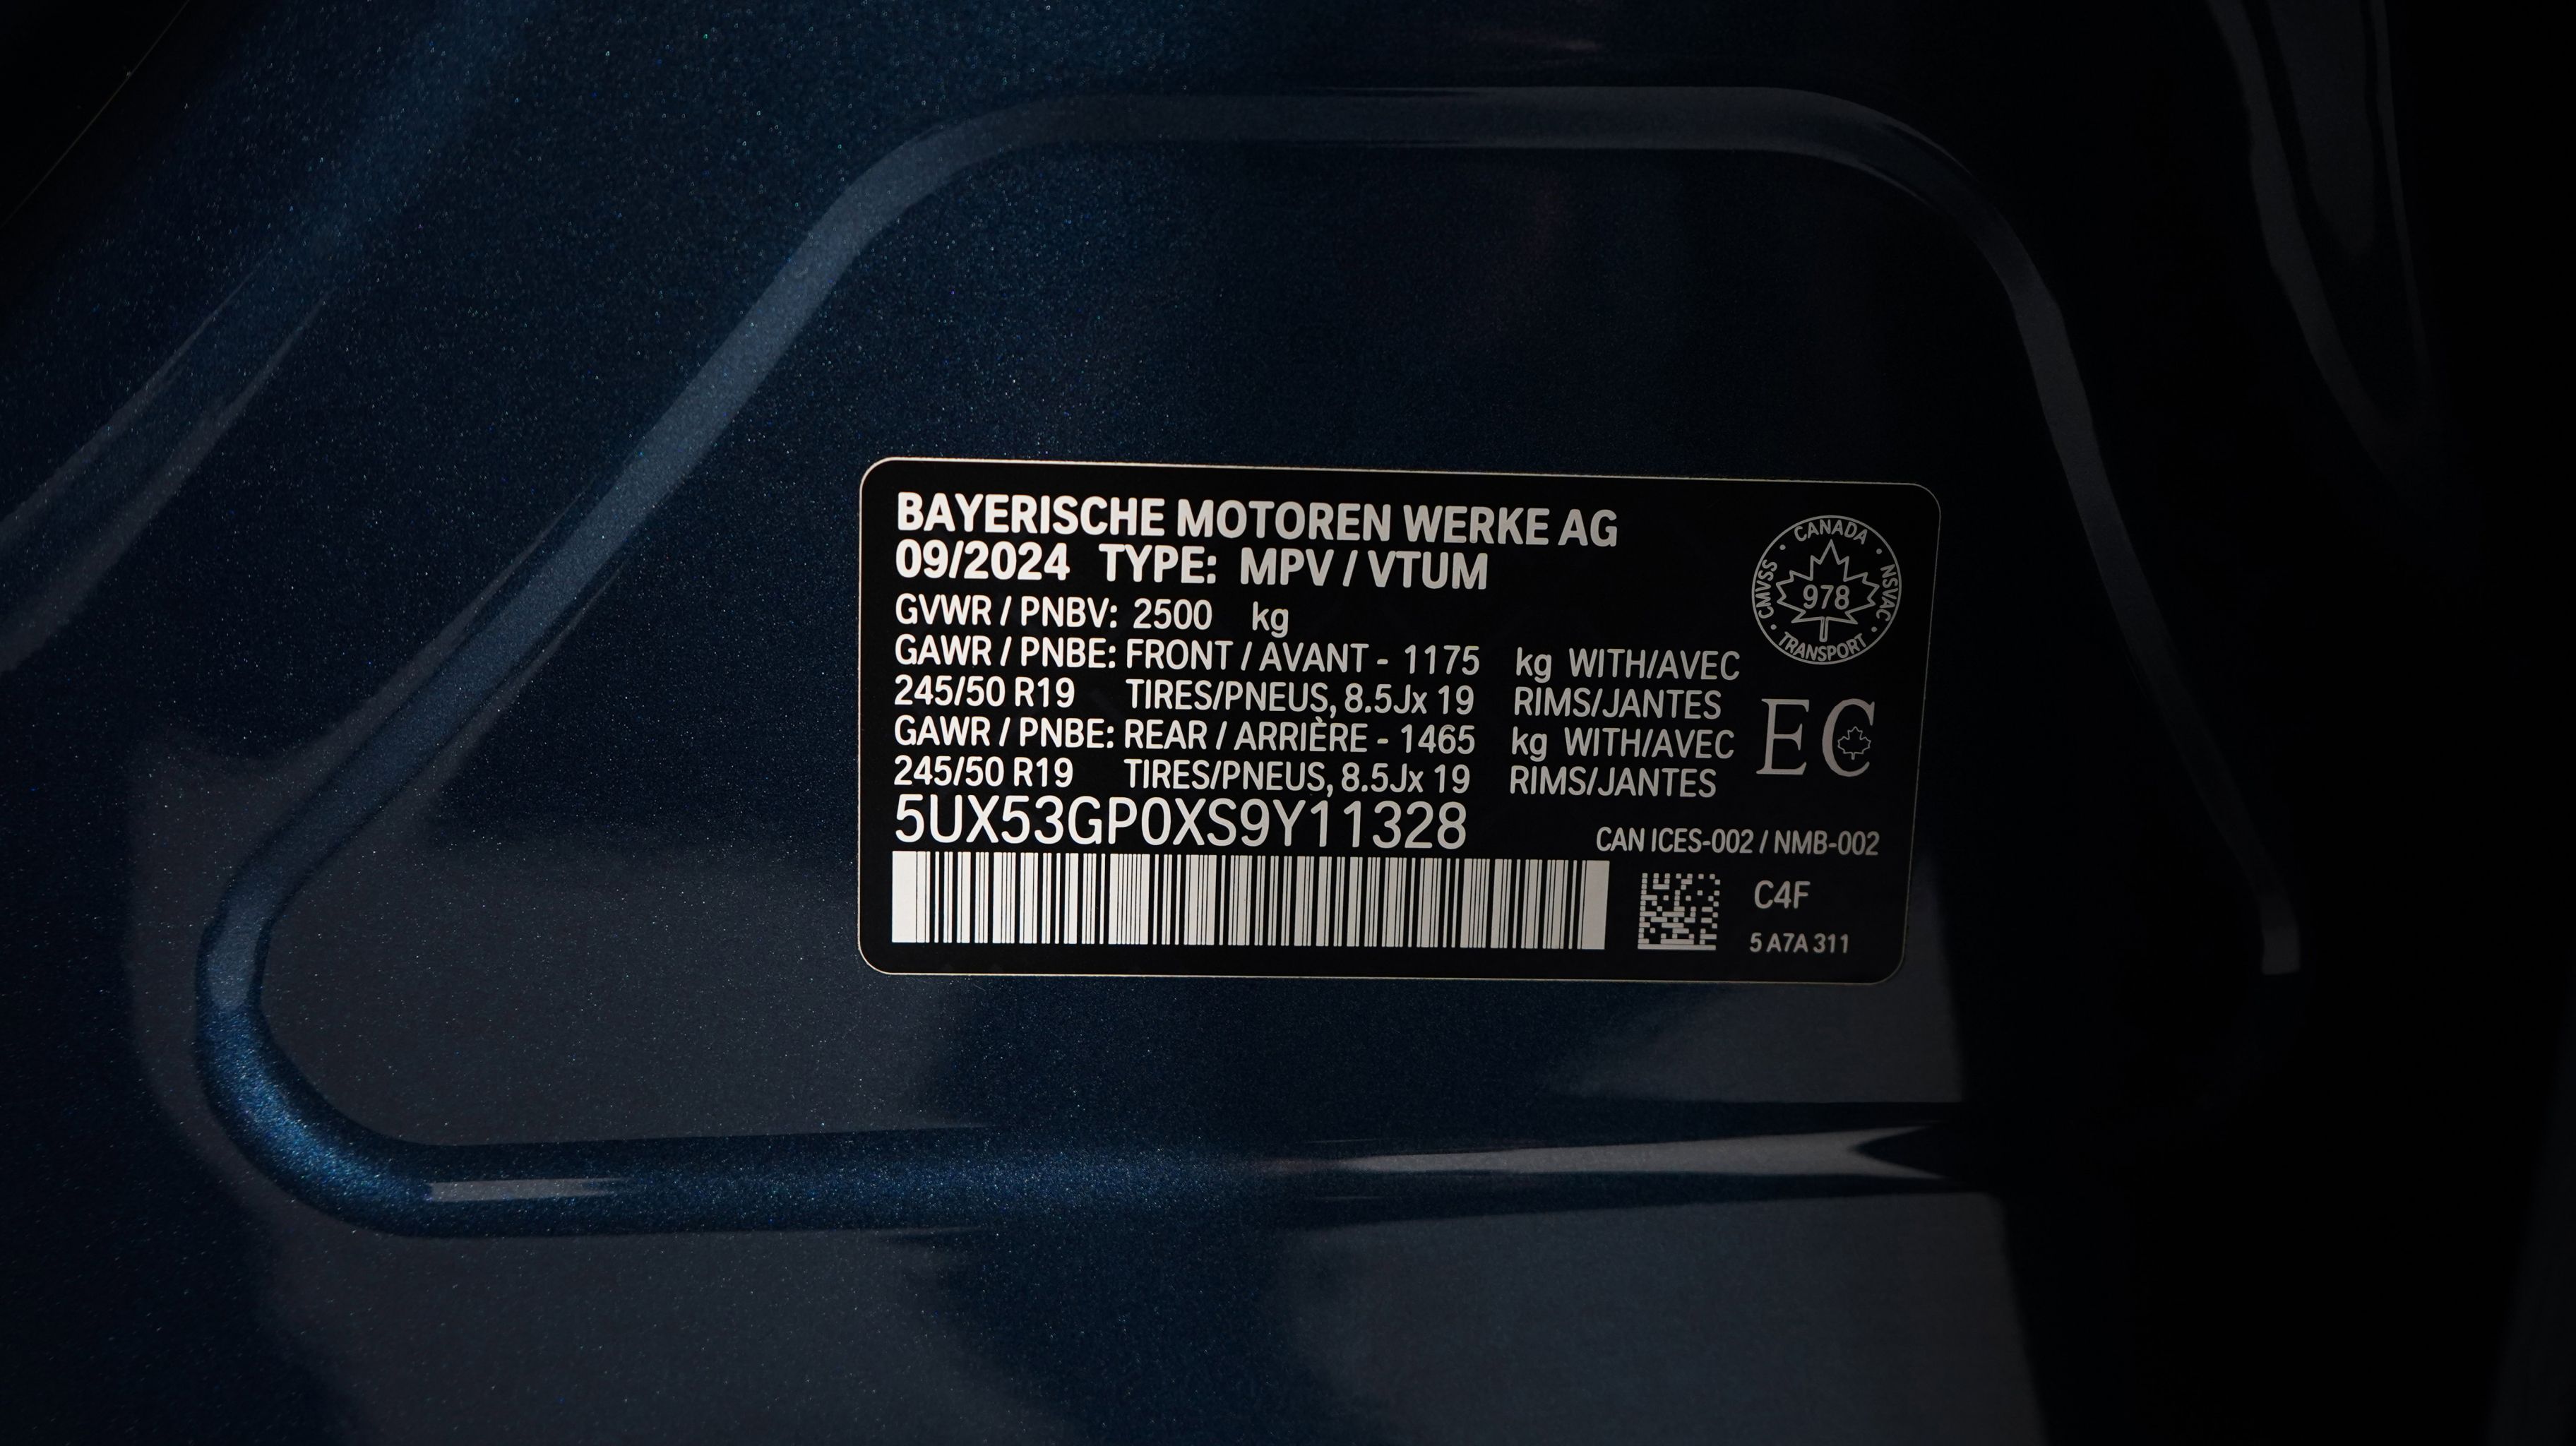 BAYERISCHE MOTOREN WERKE AG
09/2024 TYPE: MPV / VTUM
GVWR / PNBV: 2500 kg
GAWR / PNBE: FRONT / AVANT - 1175 kg WITH/AVEC
245/50 R19 TIRES/PNEUS, 8.5Jx 19 RIMS/JANTES
GAWR / PNBE: REAR / ARRIÈRE - 1465 kg WITH/AVEC
245/50 R19 TIRES/PNEUS, 8.5Jx 19 RIMS/JANTES
5UX53GP0XS9Y11328
CANADA • NSVAC • TRANSPORT • CMVSS •
978
EC
CAN ICES-002 / NMB-002
C4F
5 A7A 311